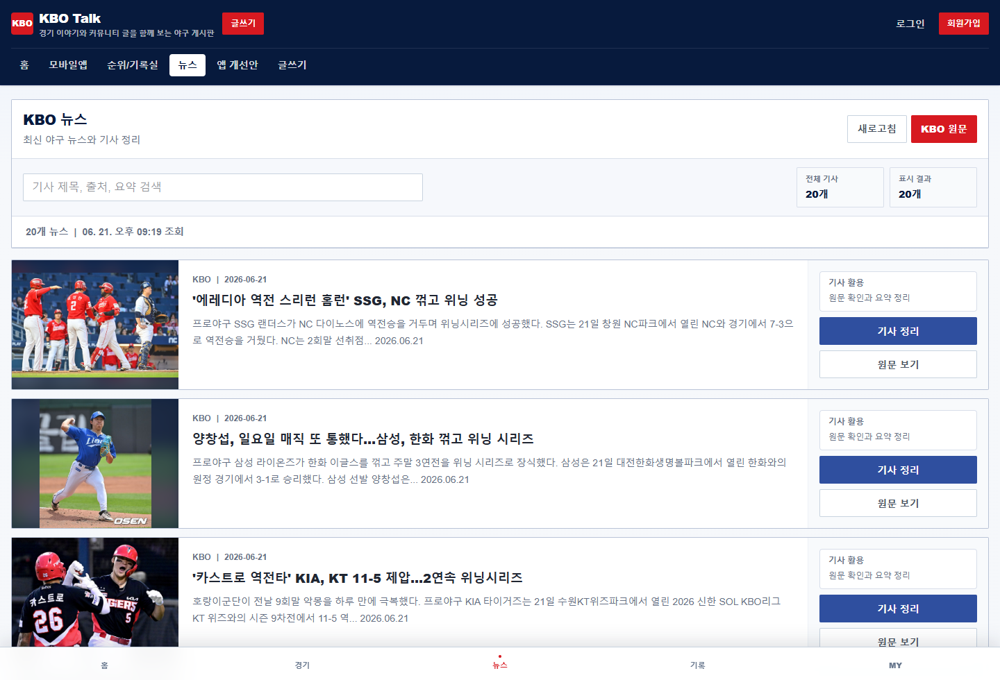 KBO
KBO Talk
경기 이야기와 커뮤니티 글을 함께 보는 야구 게시판
글쓰기
로그인
회원가입
홈
모바일앱
순위/기록실
뉴스
앱 개선안
글쓰기
KBO 뉴스
최신 야구 뉴스와 기사 정리
새로고침
KBO 원문
기사 제목, 출처, 요약 검색
전체 기사
20개
표시 결과
20개
20개 뉴스 | 06. 21. 오후 09:19 조회
KBO | 2026-06-21
'에레디아 역전 스리런 홈런' SSG, NC 꺾고 위닝 성공
프로야구 SSG 랜더스가 NC 다이노스에 역전승을 거두며 위닝시리즈에 성공했다. SSG는 21일 창원 NC파크에서 열린 NC와 경기에서 7-3으
로 역전승을 거뒀다. NC는 2회말 선취점... 2026.06.21
기사 활용
원문 확인과 요약 정리
기사 정리
원문 보기
2
Lions
OSEN
KBO | 2026-06-21
양창섭, 일요일 매직 또 통했다...삼성, 한화 꺾고 위닝 시리즈
프로야구 삼성 라이온즈가 한화 이글스를 꺾고 주말 3연전을 위닝 시리즈로 장식했다. 삼성은 21일 대전한화생명볼파크에서 열린 한화와의
원정 경기에서 3-1로 승리했다. 삼성 선발 양창섭은... 2026.06.21
기사 활용
원문 확인과 요약 정리
기사 정리
원문 보기
카스트로
26
TIGERS
5
KBO | 2026-06-21
'카스트로 역전타' KIA, KT 11-5 제압...2연속 위닝시리즈
호랑이군단이 전날 9회말 악몽을 하루 만에 극복했다. 프로야구 KIA 타이거즈는 21일 수원KT위즈파크에서 열린 2026 신한 SOL KBO리그
KT 위즈와의 시즌 9차전에서 11-5 역... 2026.06.21
기사 활용
원문 확인과 요약 정리
기사 정리
원문 보기
홈
경기
뉴스
기록
MY